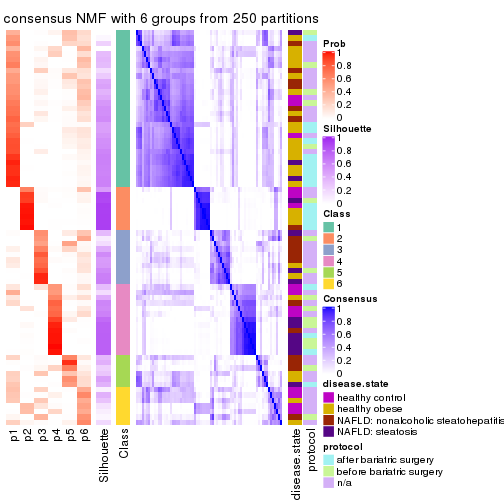 consensus NMF with 6 groups from 250 partitions
Prob
1
0.8
0.6
0.4
0.2
0
Silhouette
1
0.8
0.6
0.4
0.2
0
Class
1
2
3
4
5
6
Consensus
1
0.8
0.6
0.4
0.2
0
disease.state
healthy control
healthy obese
NAFLD: nonalcoholic steatohepatitis
NAFLD: steatosis
protocol
after bariatric surgery
before bariatric surgery
n/a
p1
p2
p3
p4
p5
p6
Silhouette
Class
disease.state
protocol